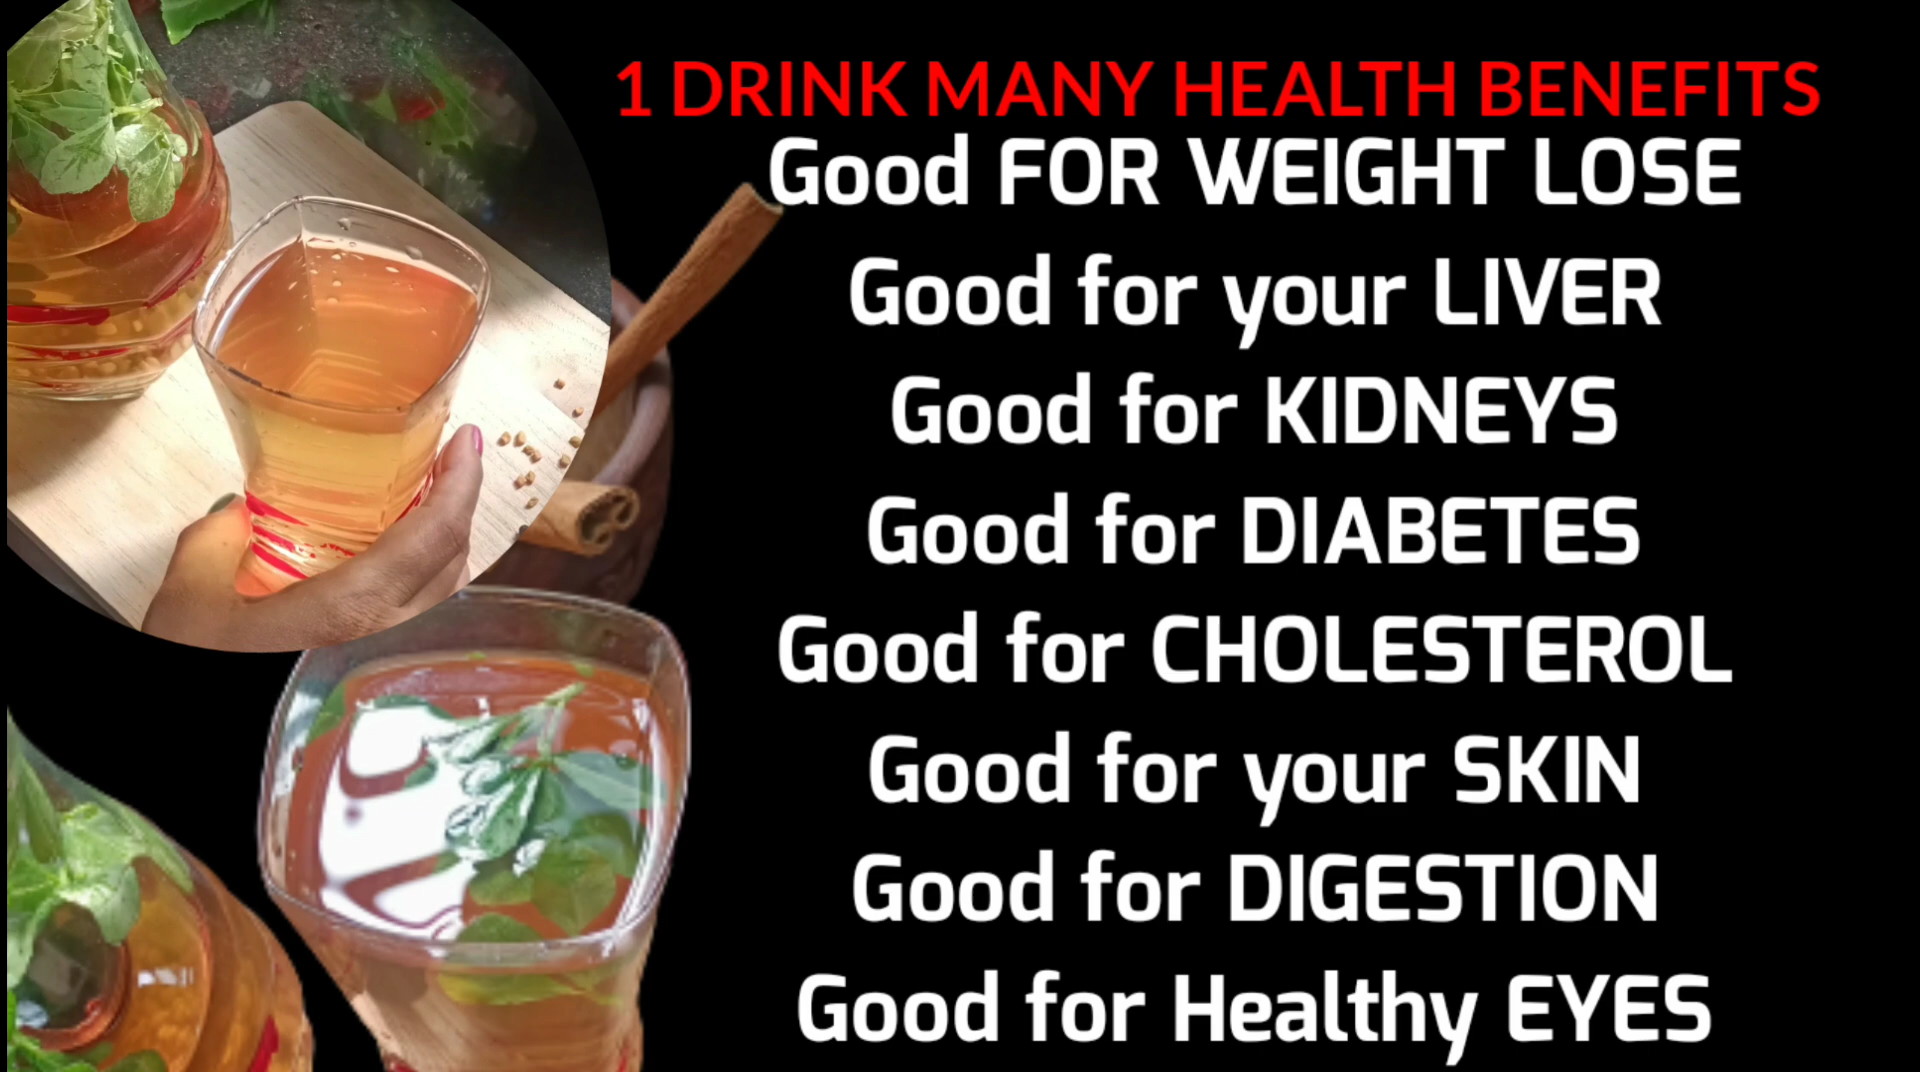 1 DRINK MANY HEALTH BENEFITS
Good FOR WEIGHT LOSE
Good for your LIVER
Good for KIDNEYS
Good for DIABETES
Good for CHOLESTEROL
Good for your SKIN
Good for DIGESTION
Good for Healthy EYES